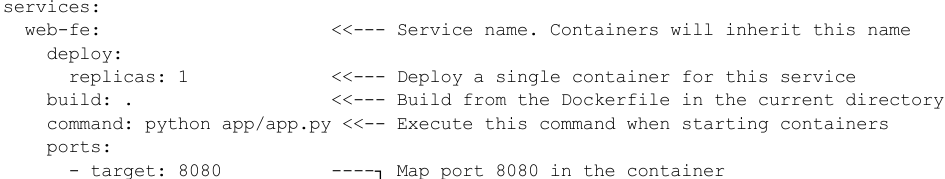 services:
  web-fe:                     <<--- Service name. Containers will inherit this name
    deploy:
      replicas: 1             <<--- Deploy a single container for this service
    build: .                  <<--- Build from the Dockerfile in the current directory
    command: python app/app.py <<-- Execute this command when starting containers
    ports:
      - target: 8080          ----┐ Map port 8080 in the container